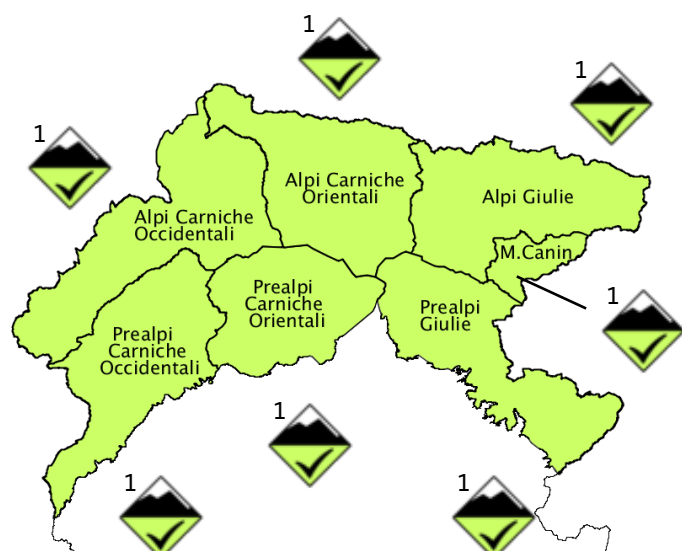 1
1
1
Alpi Carniche
Orientali
Alpi Giulie
Alpi Carniche
Occidentali
M.Canin
Prealpi
Carniche
Orientali
1
Prealpi
Giulie
Prealpi
Carniche
Occidentali
1
1
1